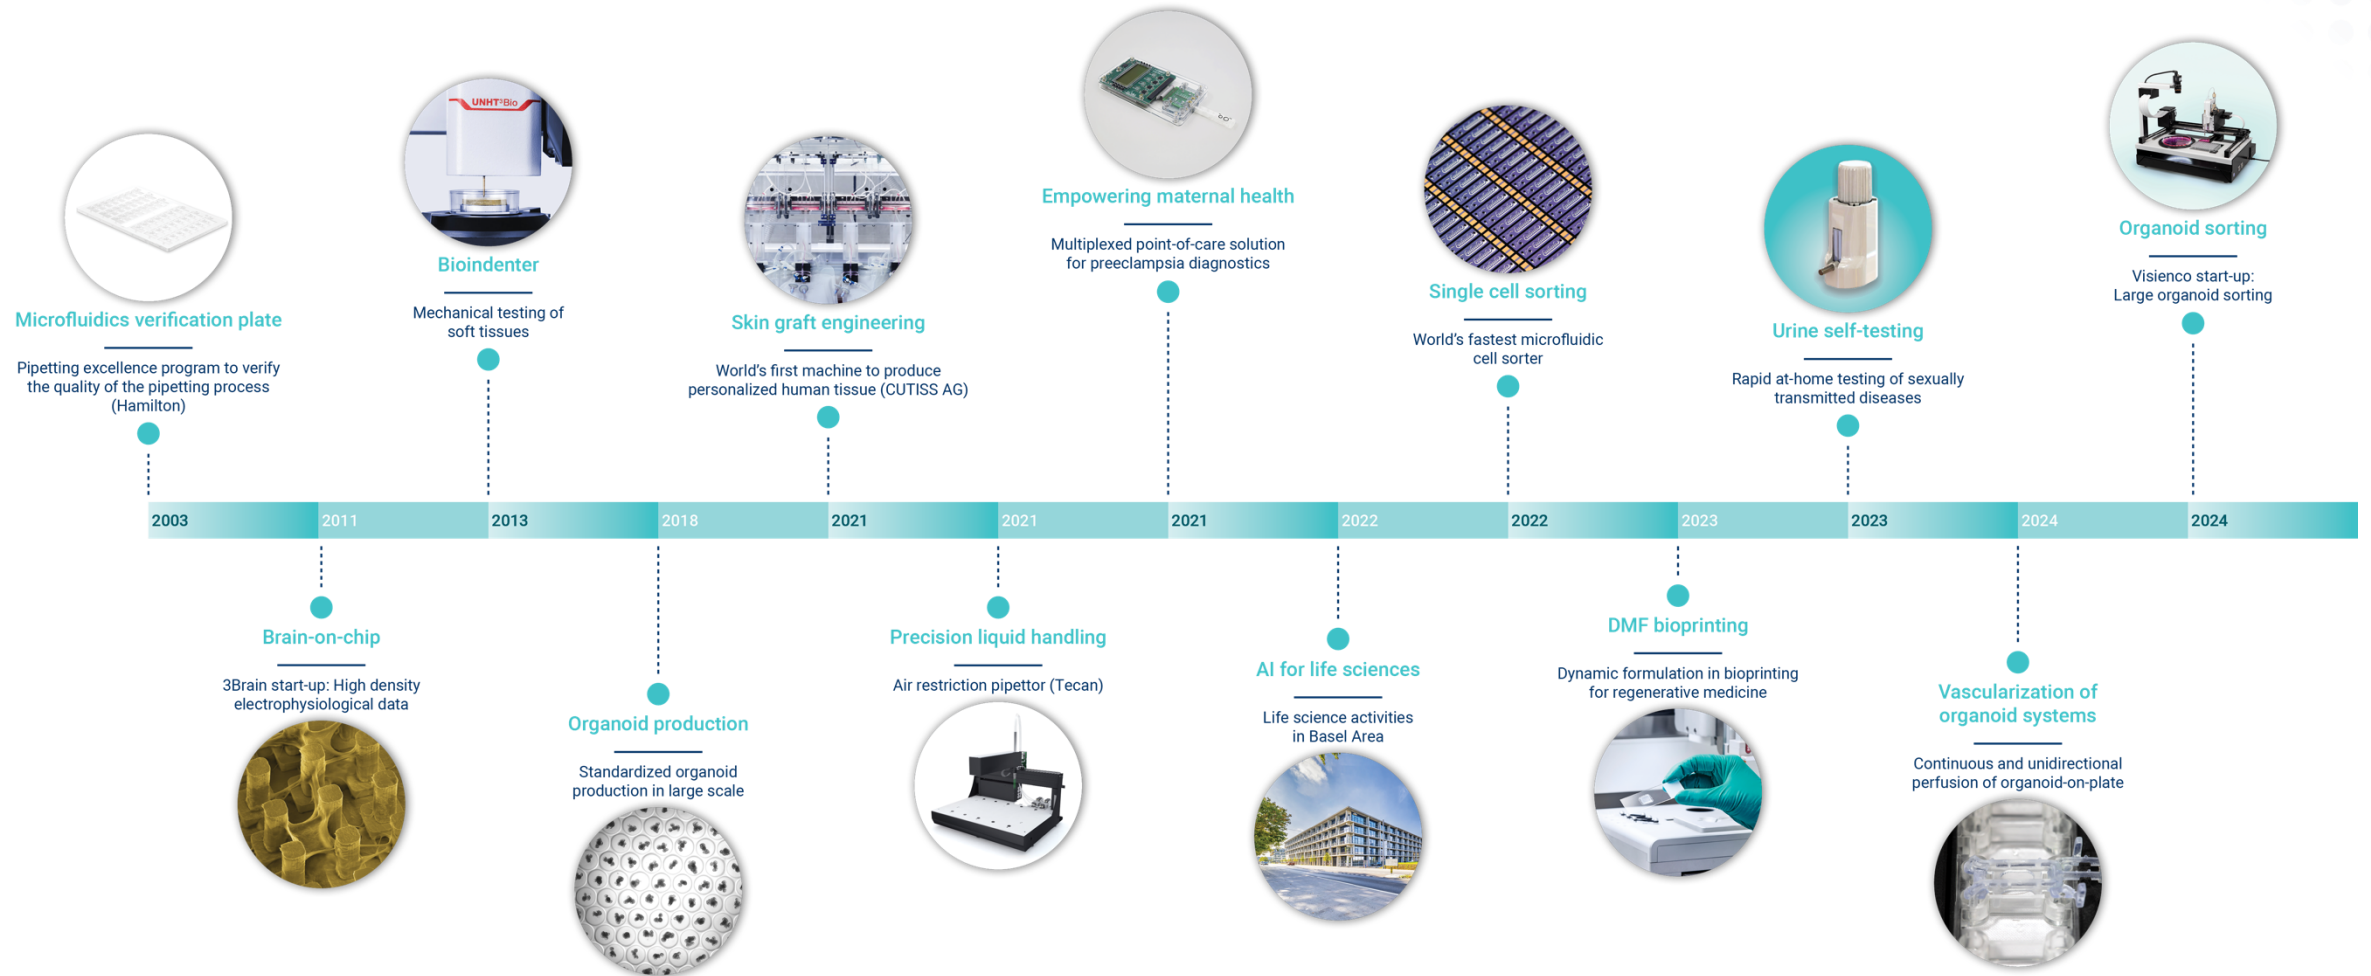 UNHT³Bio
Microfluidics verification plate
Pipetting excellence program to verify
the quality of the pipetting process
(Hamilton)
Bioindenter
Mechanical testing of
soft tissues
Skin graft engineering
World's first machine to produce
personalized human tissue (CUTISS AG)
Empowering maternal health
Multiplexed point-of-care solution
for preeclampsia diagnostics
Single cell sorting
World's fastest microfluidic
cell sorter
Urine self-testing
Rapid at-home testing of sexually
transmitted diseases
Organoid sorting
Visienco start-up:
Large organoid sorting
2003
2011
2013
2018
2021
2021
2021
2022
2022
2023
2023
2024
2024
Brain-on-chip
3Brain start-up: High density
electrophysiological data
Organoid production
Standardized organoid
production in large scale
Precision liquid handling
Air restriction pipettor (Tecan)
AI for life sciences
Life science activities
in Basel Area
DMF bioprinting
Dynamic formulation in bioprinting
for regenerative medicine
Vascularization of
organoid systems
Continuous and unidirectional
perfusion of organoid-on-plate